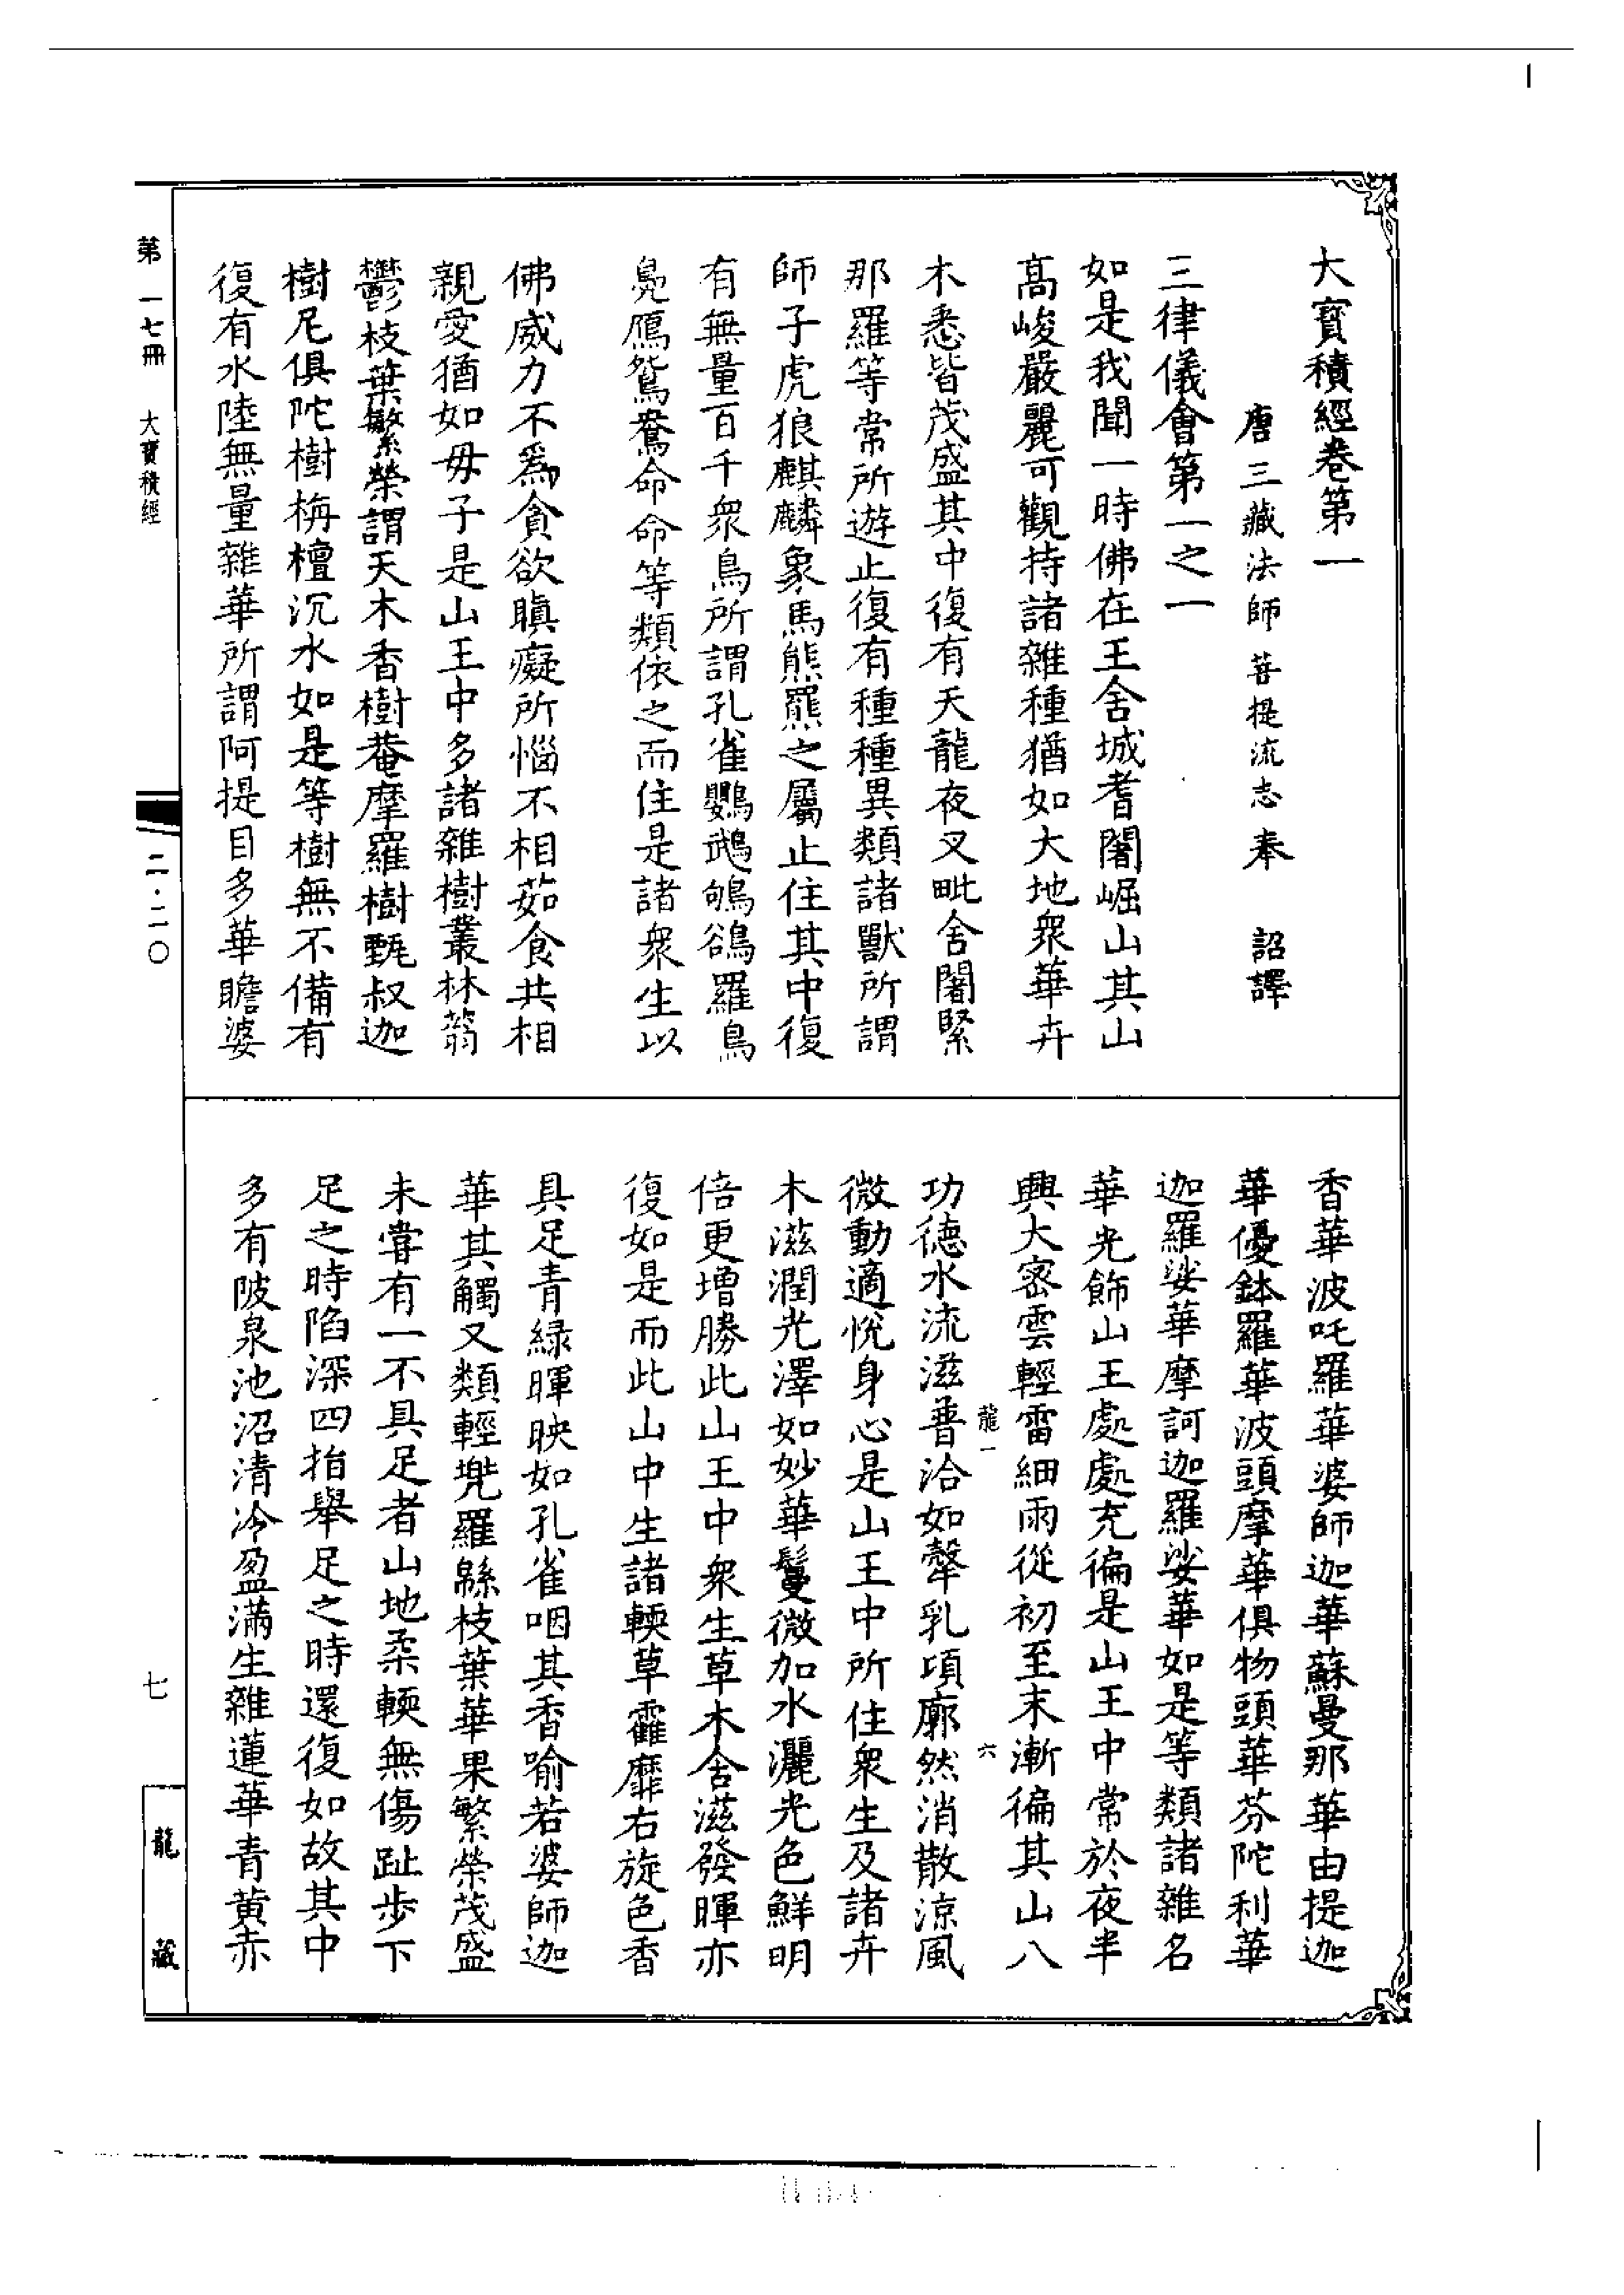 大寶積經卷第一
唐三藏法師菩提流志奉 詔譯
三律儀會第一之一
如是我聞一時佛在王舍城耆闍崛山其山
高峻嚴麗可觀持諸雜種猶如大地衆華卉
木悉皆茂盛其中復有天龍夜叉毗舍闍緊
那羅等常所遊止復有種種異類諸獸所謂
師子虎狼麒麟象馬熊羆之屬止住其中復
有無量百千衆鳥所謂孔雀鸚鵡鴝鵒羅鳥
鳧鴈鴛鴦命命等類依之而住是諸衆生以
佛威力不爲貪欲瞋癡所惱不相茹食共相
親愛猶如母子是山王中多諸雜樹叢林蓊
鬱枝葉繁榮謂天木香樹菴摩羅樹甄叔迦
樹尼俱陀樹栴檀沉水如是等樹無不備有
復有水陸無量雜華所謂阿提目多華瞻婆
香華波吒羅華婆師迦華蘇曼那華由提迦
華優鉢羅華波頭摩華俱物頭華芬陀利華
迦羅娑華摩訶迦羅娑華如是等類諸雜名
華光飾山王處處充徧是山王中常於夜半
興大密雲輕雷細雨從初至末漸徧其山八
龍一 六
功德水流滋普洽如搫乳項廓然消散涼風
微動適悅身心是山王中所住衆生及諸卉
木滋潤光澤如妙華鬘微加水灑光色鮮明
倍更增勝此山王中衆生草木舍滋發暉亦
復如是而此山中生諸輭草靃靡右旋色香
具足青緑暉映如孔雀咽其香喻若婆師迦
華其觸又類輕兠羅緜枝葉華果繁榮茂盛
未甞有一不具足者山地柔輭無傷趾步下
足之時陷深四指舉足之時還復如故其中
多有陂泉池沼清冷盈滿生雜蓮華青黄赤
第一七冊 大寶積經
二·二〇
七
龍藏